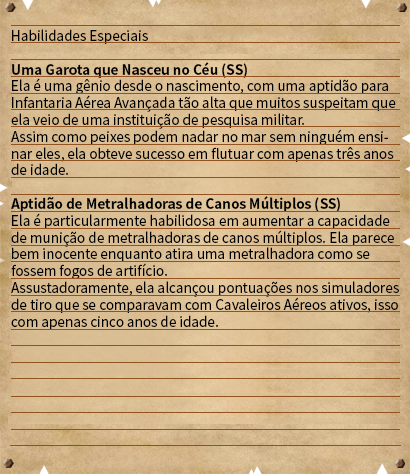 Habilidades Especiais
Uma Garota que Nasceu no Céu (SS)
Ela é uma gênio desde o nascimento, com uma aptidão para
Infantaria Aérea Avançada tão alta que muitos suspeitam que
ela veio de uma instituição de pesquisa militar.
Assim como peixes podem nadar no mar sem ninguém ensi-
nar eles, ela obteve sucesso em flutuar com apenas três anos
de idade.
Aptidão de Metralhadoras de Canos Múltiplos (SS)
Ela é particularmente habilidosa em aumentar a capacidade
de munição de metralhadoras de canos múltiplos. Ela parece
bem inocente enquanto atira uma metralhadora como se
fossem fogos de artifício.
Assustadoramente, ela alcançou pontuações nos simuladores
de tiro que se comparavam com Cavaleiros Aéreos ativos, isso
com apenas cinco anos de idade.